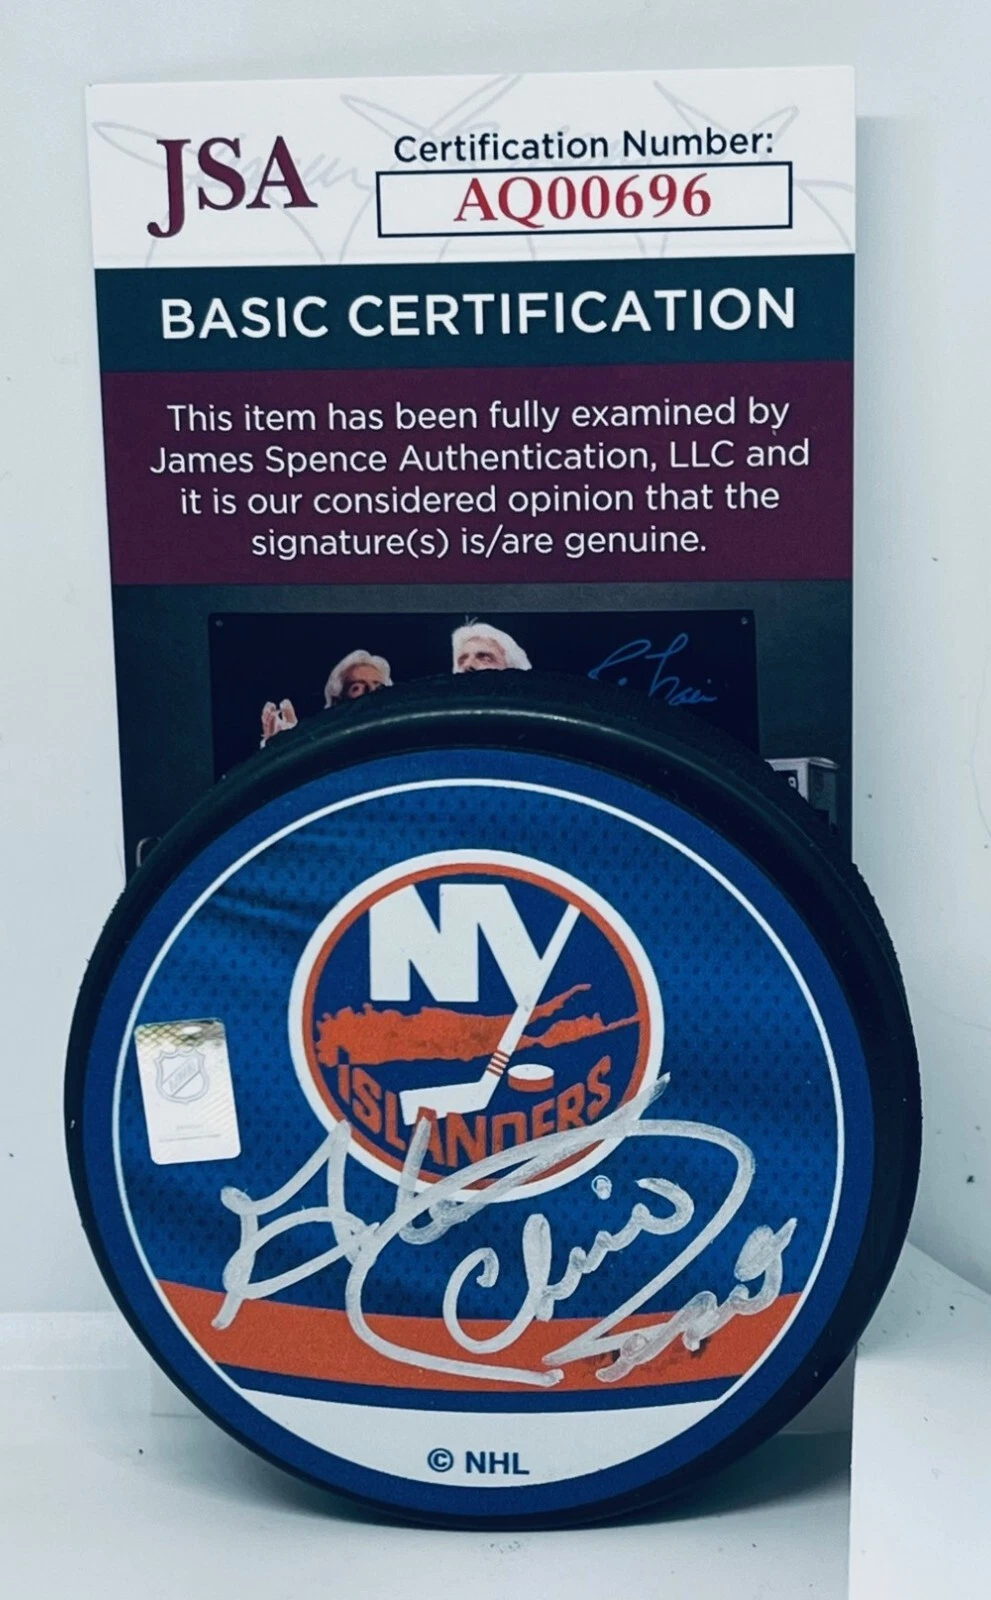 JSA
Certification Number:
AQ00696
BASIC CERTIFICATION
This item has been fully examined by
James Spence Authentication, LLC and
it is our considered opinion that the
signature(s) is/are genuine.
NY
ISLANDERS
Chris
© NHL